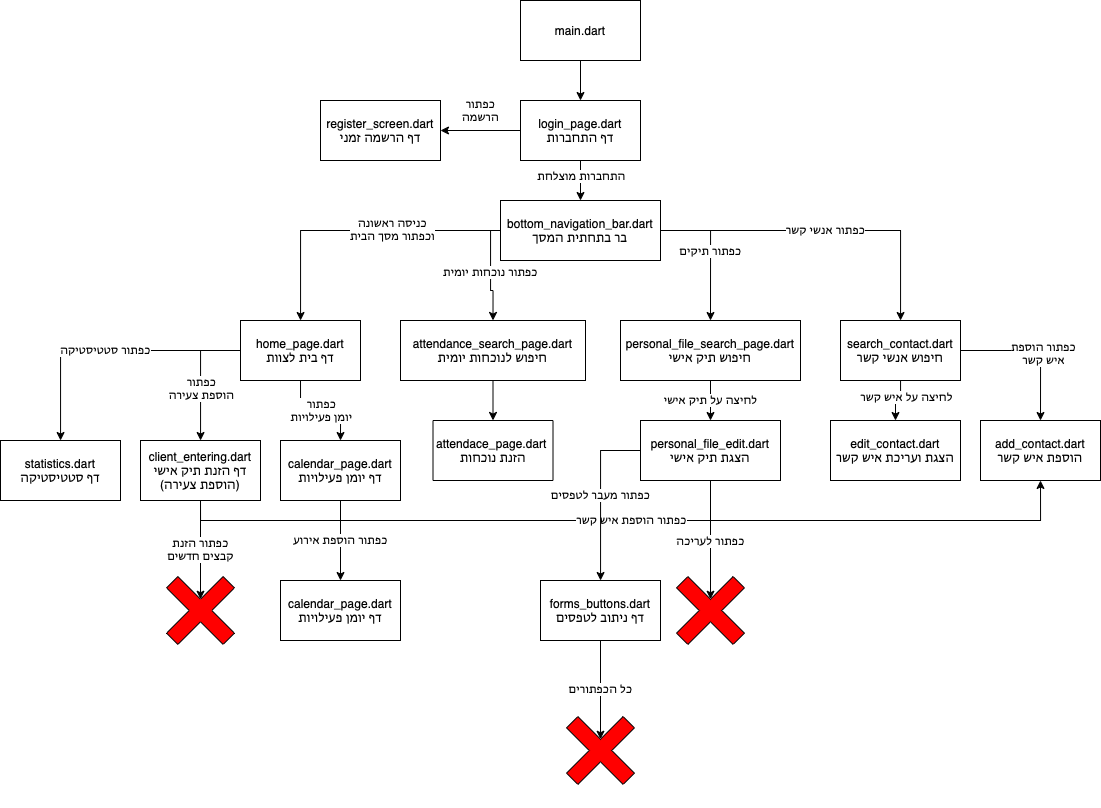 main.dart
כפתור
הרשמה
register_screen.dart
דף הרשמה זמני
login_page.dart
דף התחברות
התחברות מוצלחת
bottom_navigation_bar.dart
בר בתחתית המסך
כניסה ראשונה
וכפתור מסך הבית
כפתור נוכחות יומית
כפתור תיקים
כפתור אנשי קשר
home_page.dart
דף בית לצוות
attendance_search_page.dart
חיפוש לנוכחות יומית
personal_file_search_page.dart
חיפוש תיק אישי
search_contact.dart
חיפוש אנשי קשר
כפתור סטטיסטיקה
כפתור
הוספת צעירה
כפתור
יומן פעילויות
לחיצה על תיק אישי
לחיצה על איש קשר
כפתור הוספת
איש קשר
statistics.dart
דף סטטיסטיקה
client_entering.dart
דף הזנת תיק אישי
(הוספת צעירה)
calendar_page.dart
דף יומן פעילויות
attendace_page.dart
הזנת נוכחות
personal_file_edit.dart
הצגת תיק אישי
edit_contact.dart
הצגת ועריכת איש קשר
add_contact.dart
הוספת איש קשר
כפתור מעבר לטפסים
כפתור הוספת איש קשר
כפתור הזנת
קבצים חדשים
כפתור הוספת אירוע
כפתור לעריכה
calendar_page.dart
דף יומן פעילויות
forms_buttons.dart
דף ניתוב לטפסים
כל הכפתורים